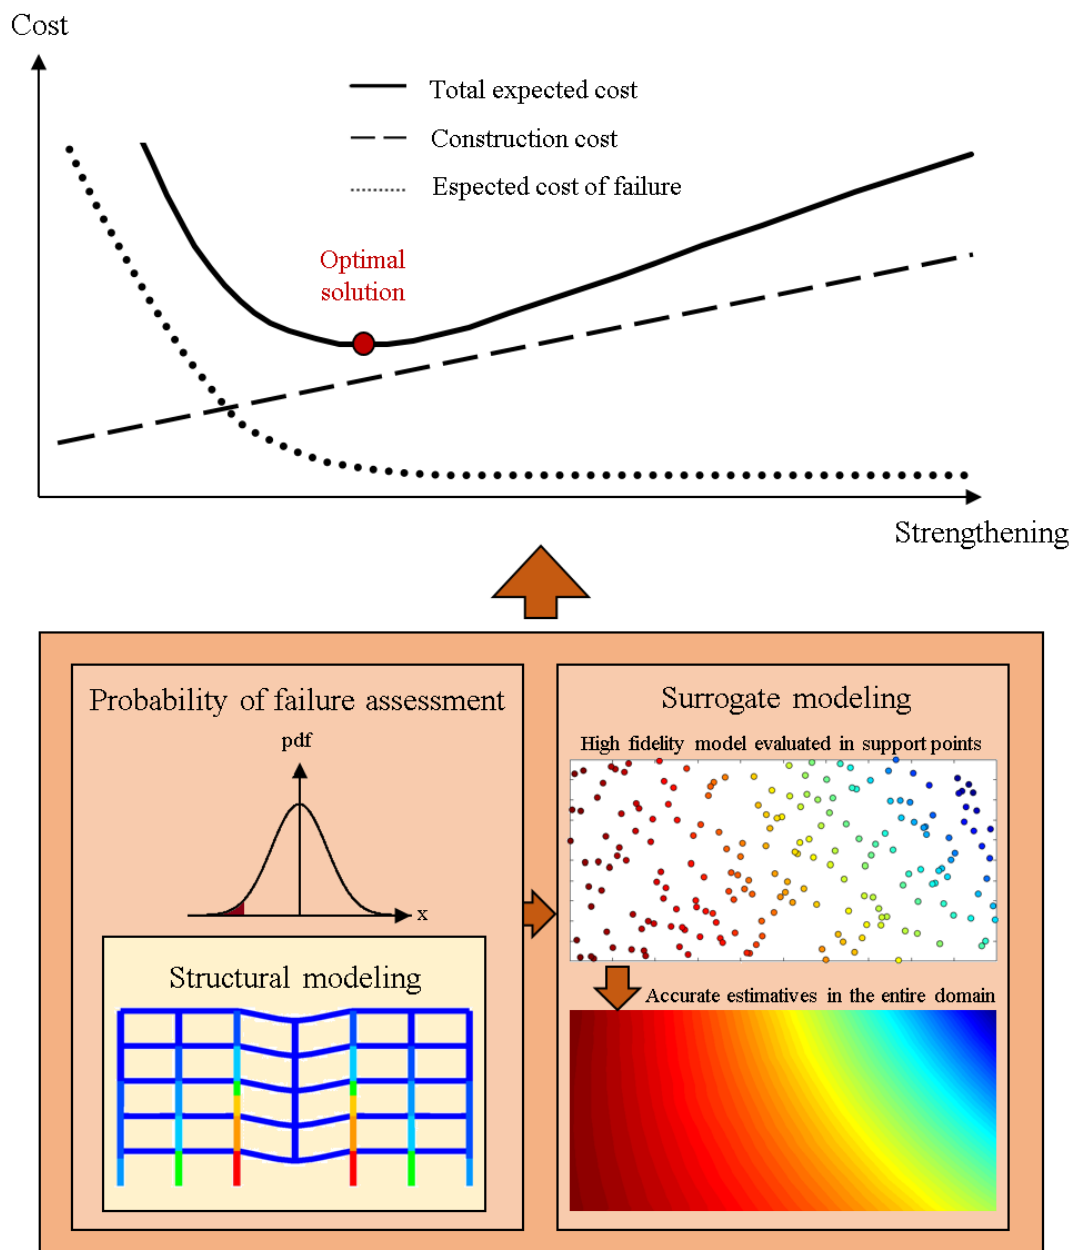 Cost
Total expected cost
Construction cost
Espected cost of failure
Optimal
solution
Strengthening
Probability of failure assessment
pdf
x
Structural modeling
Surrogate modeling
High fidelity model evaluated in support points
Accurate estimatives in the entire domain